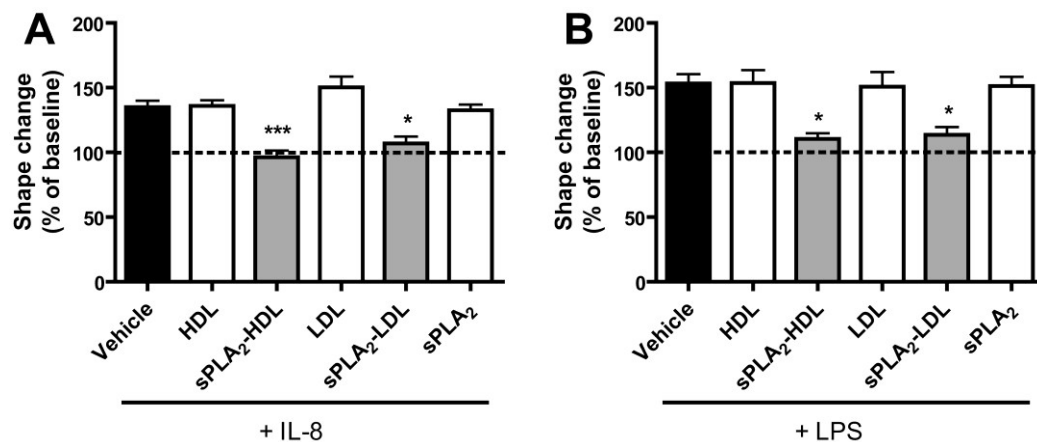 A
Shape change
(% of baseline)
200
150
100
50
0
***
*
Vehicle
HDL
sPLA₂-HDL
LDL
sPLA₂-LDL
sPLA₂
+ IL-8
B
Shape change
(% of baseline)
200
150
100
50
0
*
*
Vehicle
HDL
sPLA₂-HDL
LDL
sPLA₂-LDL
sPLA₂
+ LPS